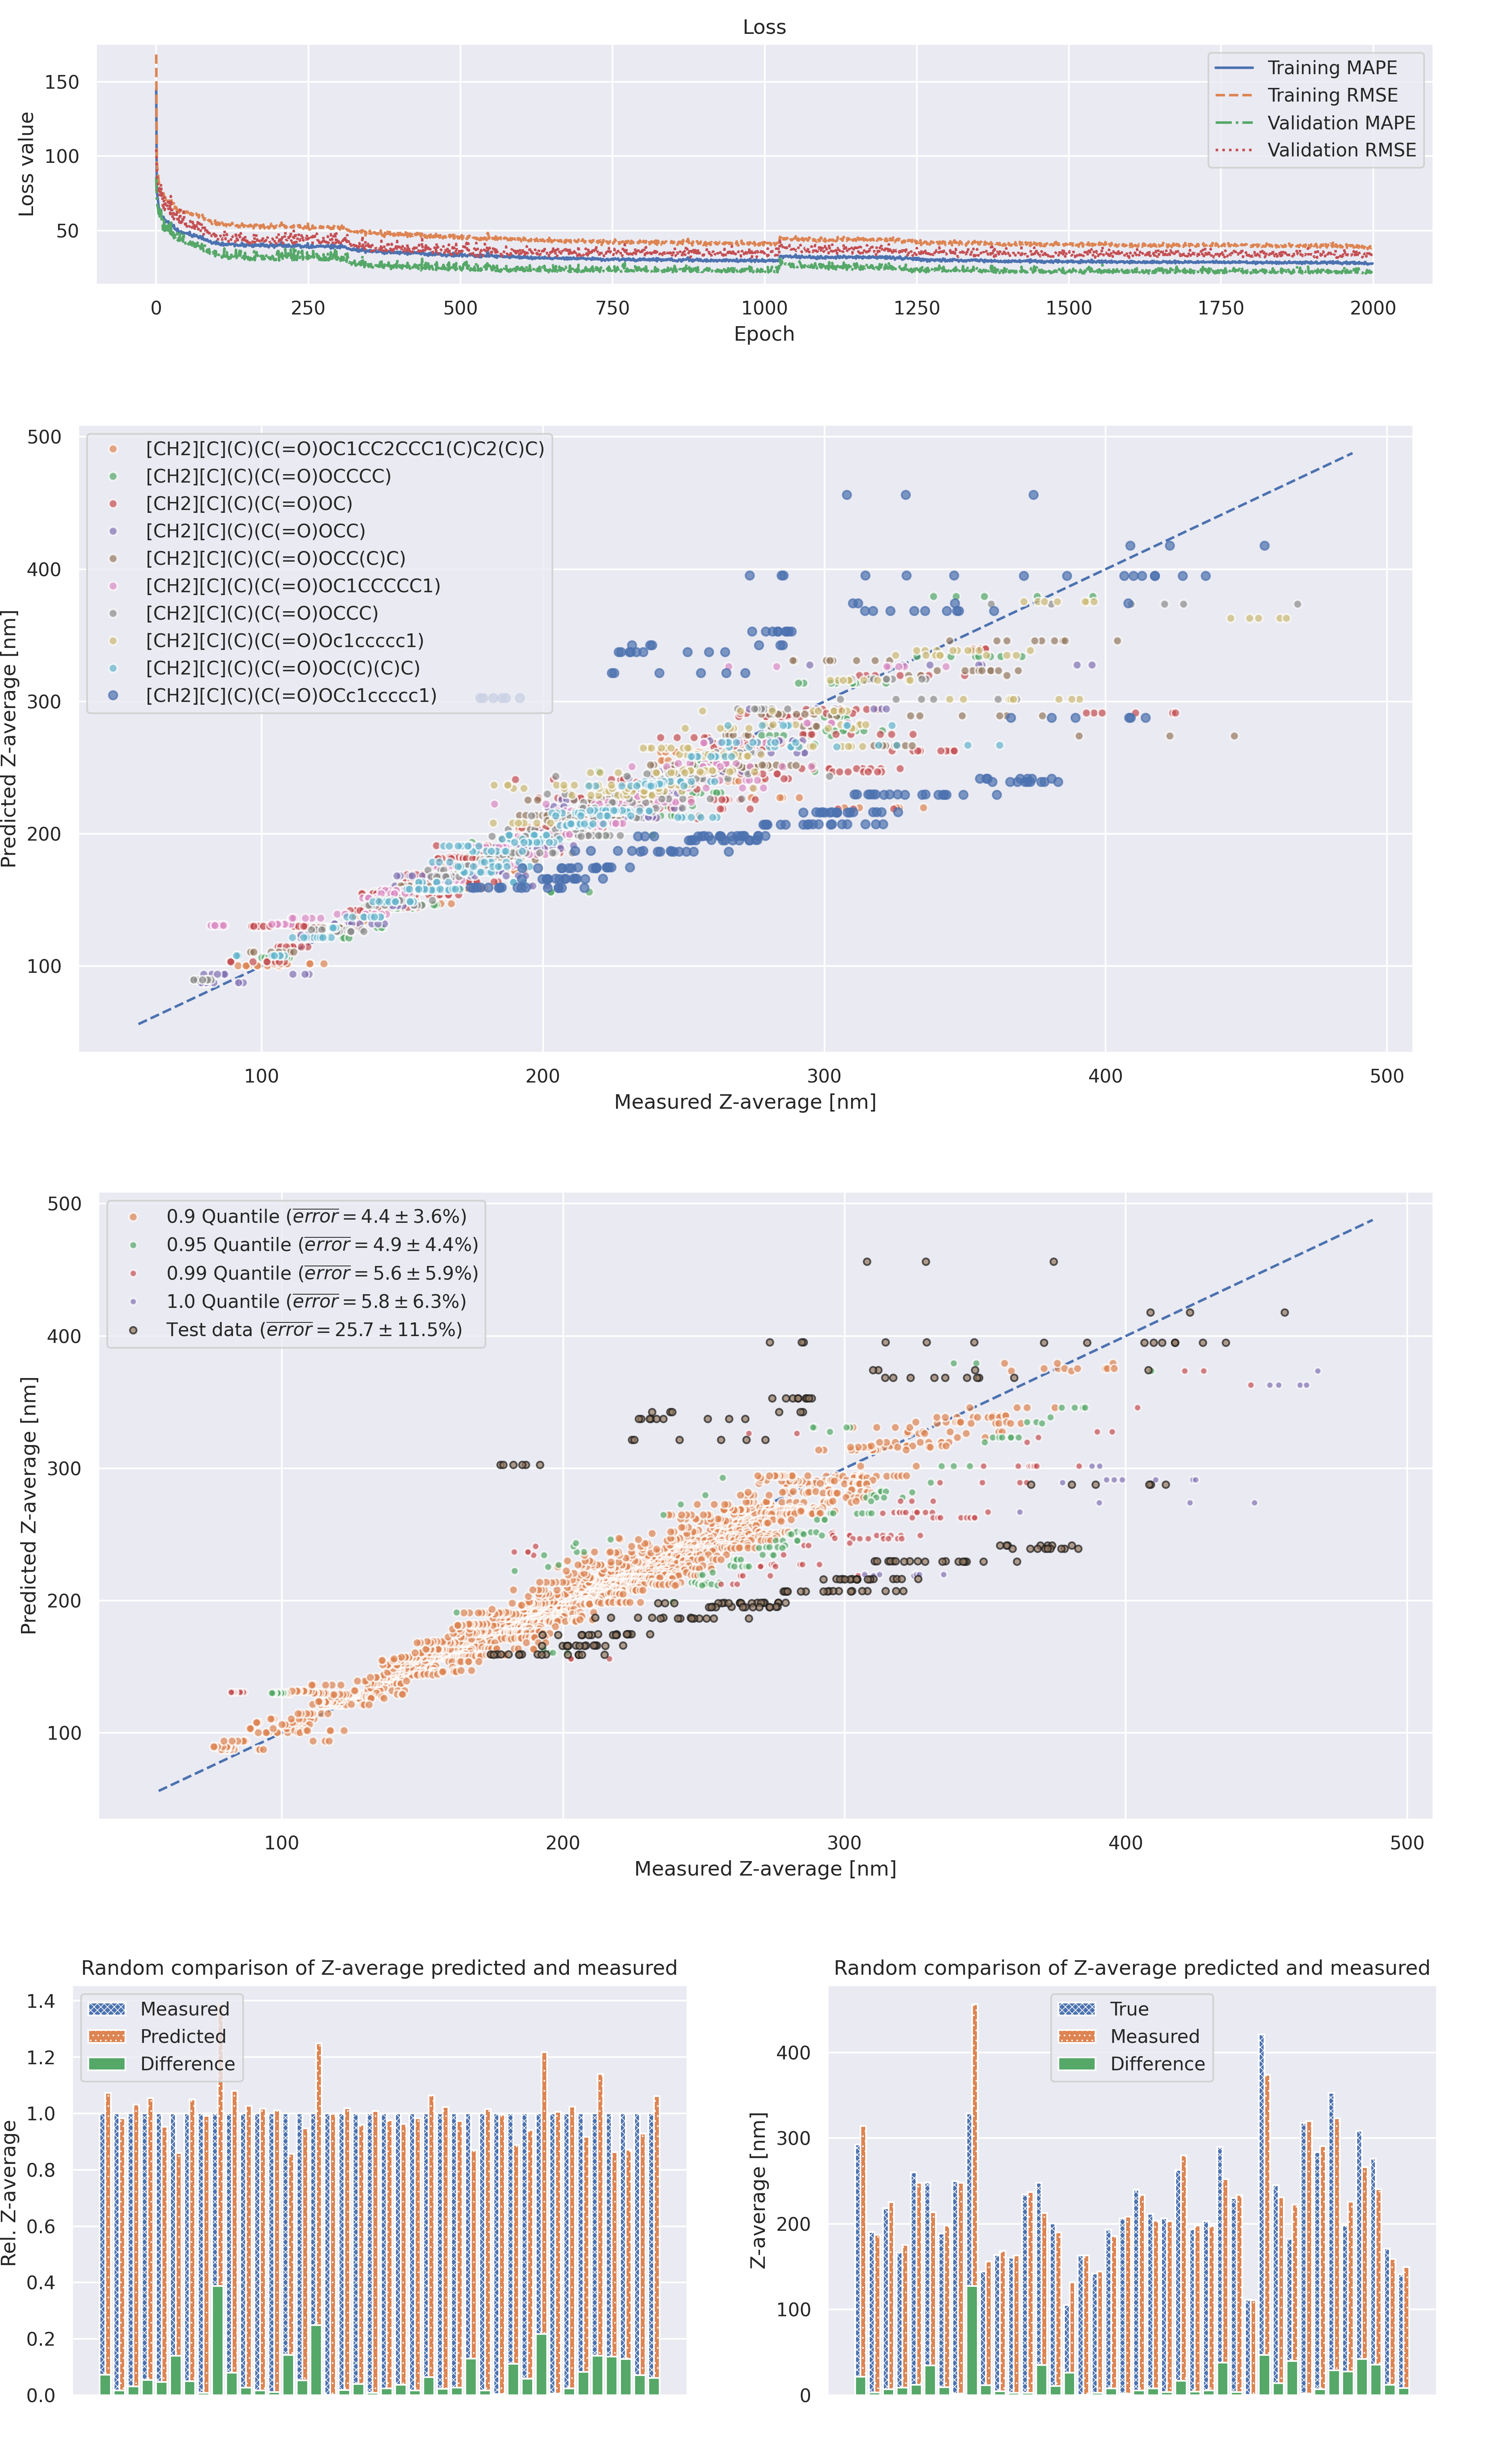 Loss
Loss value
150
100
50
Training MAPE
Training RMSE
Validation MAPE
Validation RMSE
0 250 500 750 1000 1250 1500 1750 2000
Epoch
Predicted Z-average [nm]
500
400
300
200
100
[CH2][C](C)(C(=O)OC1CC2CCC1(C)C2(C)C)
[CH2][C](C)(C(=O)OCCCC)
[CH2][C](C)(C(=O)OC)
[CH2][C](C)(C(=O)OCC)
[CH2][C](C)(C(=O)OCC(C)C)
[CH2][C](C)(C(=O)OC1CCCCC1)
[CH2][C](C)(C(=O)OCCC)
[CH2][C](C)(C(=O)Oc1ccccc1)
[CH2][C](C)(C(=O)OC(C)(C)C)
[CH2][C](C)(C(=O)OCc1ccccc1)
100 200 300 400 500
Measured Z-average [nm]
Predicted Z-average [nm]
500
400
300
200
100
0.9 Quantile (error = 4.4 ± 3.6%)
0.95 Quantile (error = 4.9 ± 4.4%)
0.99 Quantile (error = 5.6 ± 5.9%)
1.0 Quantile (error = 5.8 ± 6.3%)
Test data (error = 25.7 ± 11.5%)
100 200 300 400 500
Measured Z-average [nm]
Random comparison of Z-average predicted and measured
Rel. Z-average
1.4
1.2
1.0
0.8
0.6
0.4
0.2
0.0
Measured
Predicted
Difference
Random comparison of Z-average predicted and measured
Z-average [nm]
400
300
200
100
0
True
Measured
Difference